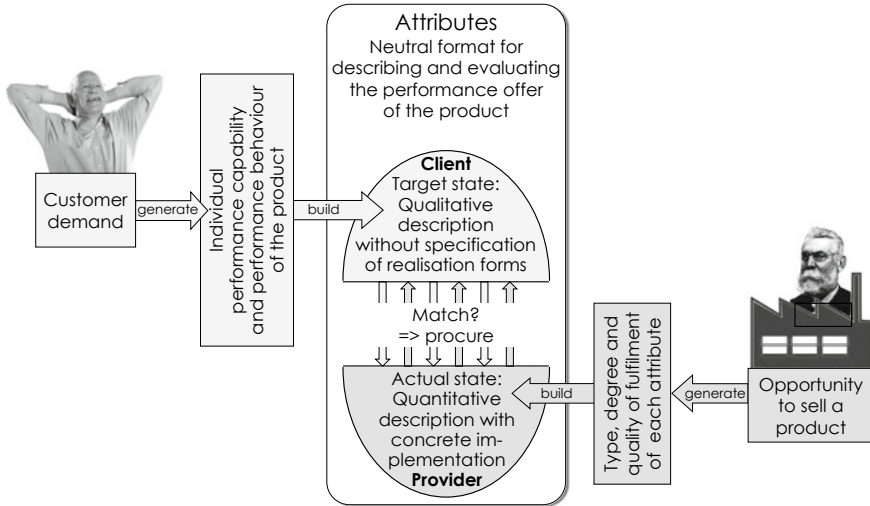 Attributes
Neutral format for
describing and evaluating
the performance offer
of the product
Customer
demand
generate
Individual
performance capability
and performance behaviour
of the product
build
Client
Target state:
Qualitative
description
without specification
of realisation forms
Match?
=> procure
Actual state:
Quantitative
description with
concrete im-
plementation
Provider
build
Type, degree and
quality of fulfilment
of each attribute
generate
Opportunity
to sell a
product